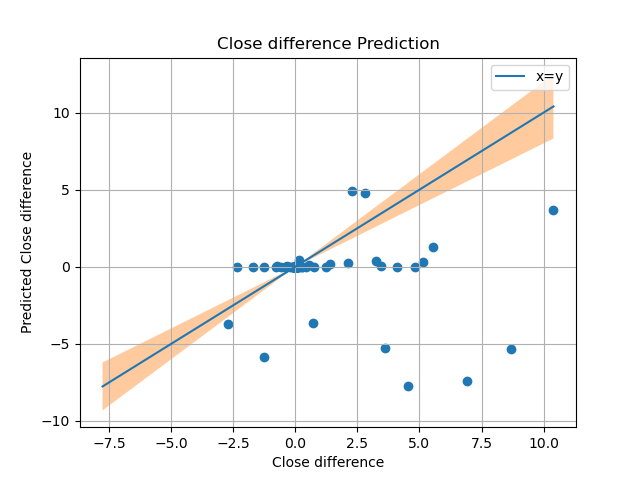 Close difference Prediction
x=y
10
5
0
−5
−10
Predicted Close difference
−7.5 −5.0 −2.5 0.0 2.5 5.0 7.5 10.0
Close difference